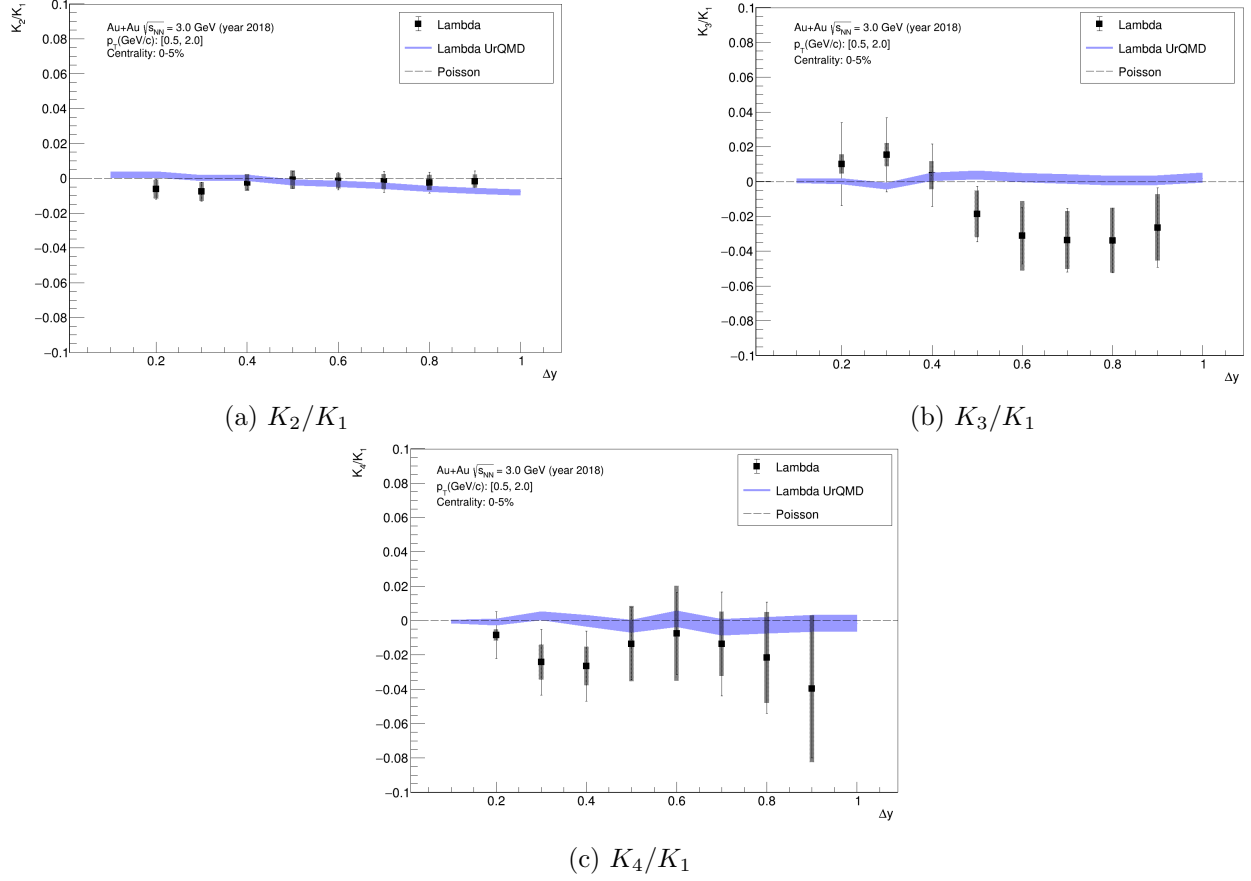 K2/K1
Au+Au √sNN = 3.0 GeV (year 2018)
pT(GeV/c): [0.5, 2.0]
Centrality: 0-5%
Lambda
Lambda UrQMD
Poisson
0.1
0.08
0.06
0.04
0.02
0
−0.02
−0.04
−0.06
−0.08
−0.1
0.2 0.4 0.6 0.8 1
Δy
(a) K2/K1
K3/K1
Au+Au √sNN = 3.0 GeV (year 2018)
pT(GeV/c): [0.5, 2.0]
Centrality: 0-5%
Lambda
Lambda UrQMD
Poisson
0.1
0.08
0.06
0.04
0.02
0
−0.02
−0.04
−0.06
−0.08
−0.1
0.2 0.4 0.6 0.8 1
Δy
(b) K3/K1
K4/K1
Au+Au √sNN = 3.0 GeV (year 2018)
pT(GeV/c): [0.5, 2.0]
Centrality: 0-5%
Lambda
Lambda UrQMD
Poisson
0.1
0.08
0.06
0.04
0.02
0
−0.02
−0.04
−0.06
−0.08
−0.1
0.2 0.4 0.6 0.8 1
Δy
(c) K4/K1